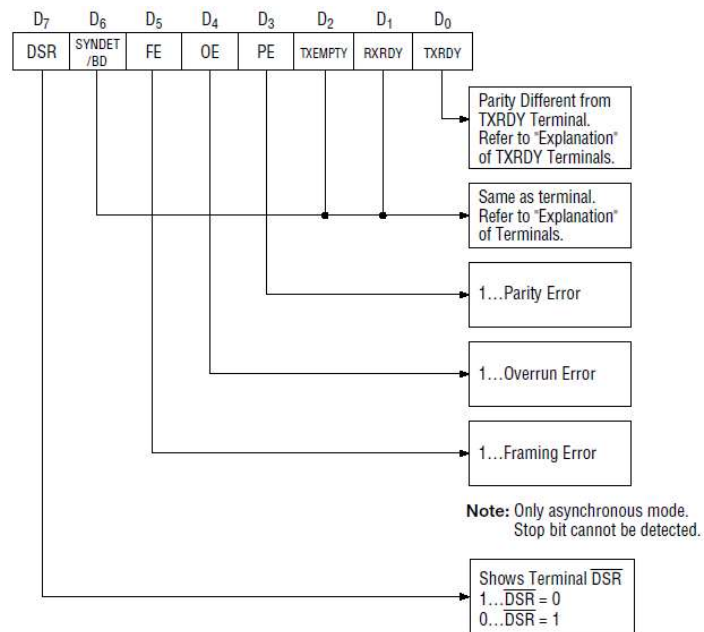 D₇ D₆ D₅ D₄ D₃ D₂ D₁ D₀
DSR SYNDET/BD FE OE PE TXEMPTY RXRDY TXRDY
Parity Different from
TXRDY Terminal.
Refer to "Explanation"
of TXRDY Terminals.
Same as terminal.
Refer to "Explanation"
of Terminals.
1...Parity Error
1...Overrun Error
1...Framing Error
Note: Only asynchronous mode.
Stop bit cannot be detected.
Shows Terminal D̅S̅R̅
1...D̅S̅R̅ = 0
0...D̅S̅R̅ = 1